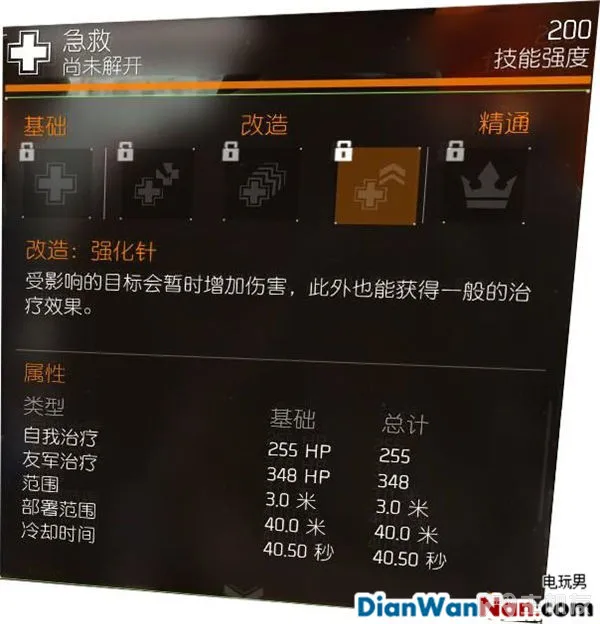 急救
尚未解开
200
技能强度
基础
改造
精通
改造：强化针
受影响的目标会暂时增加伤害，此外也能获得一般的治
疗效果。
属性
类型 基础 总计
自我治疗 255 HP 255
友军治疗 348 HP 348
范围 3.0 米 3.0 米
部署范围 40.0 米 40.0 米
冷却时间 40.50 秒 40.50 秒
电玩男
DianWanNan.com